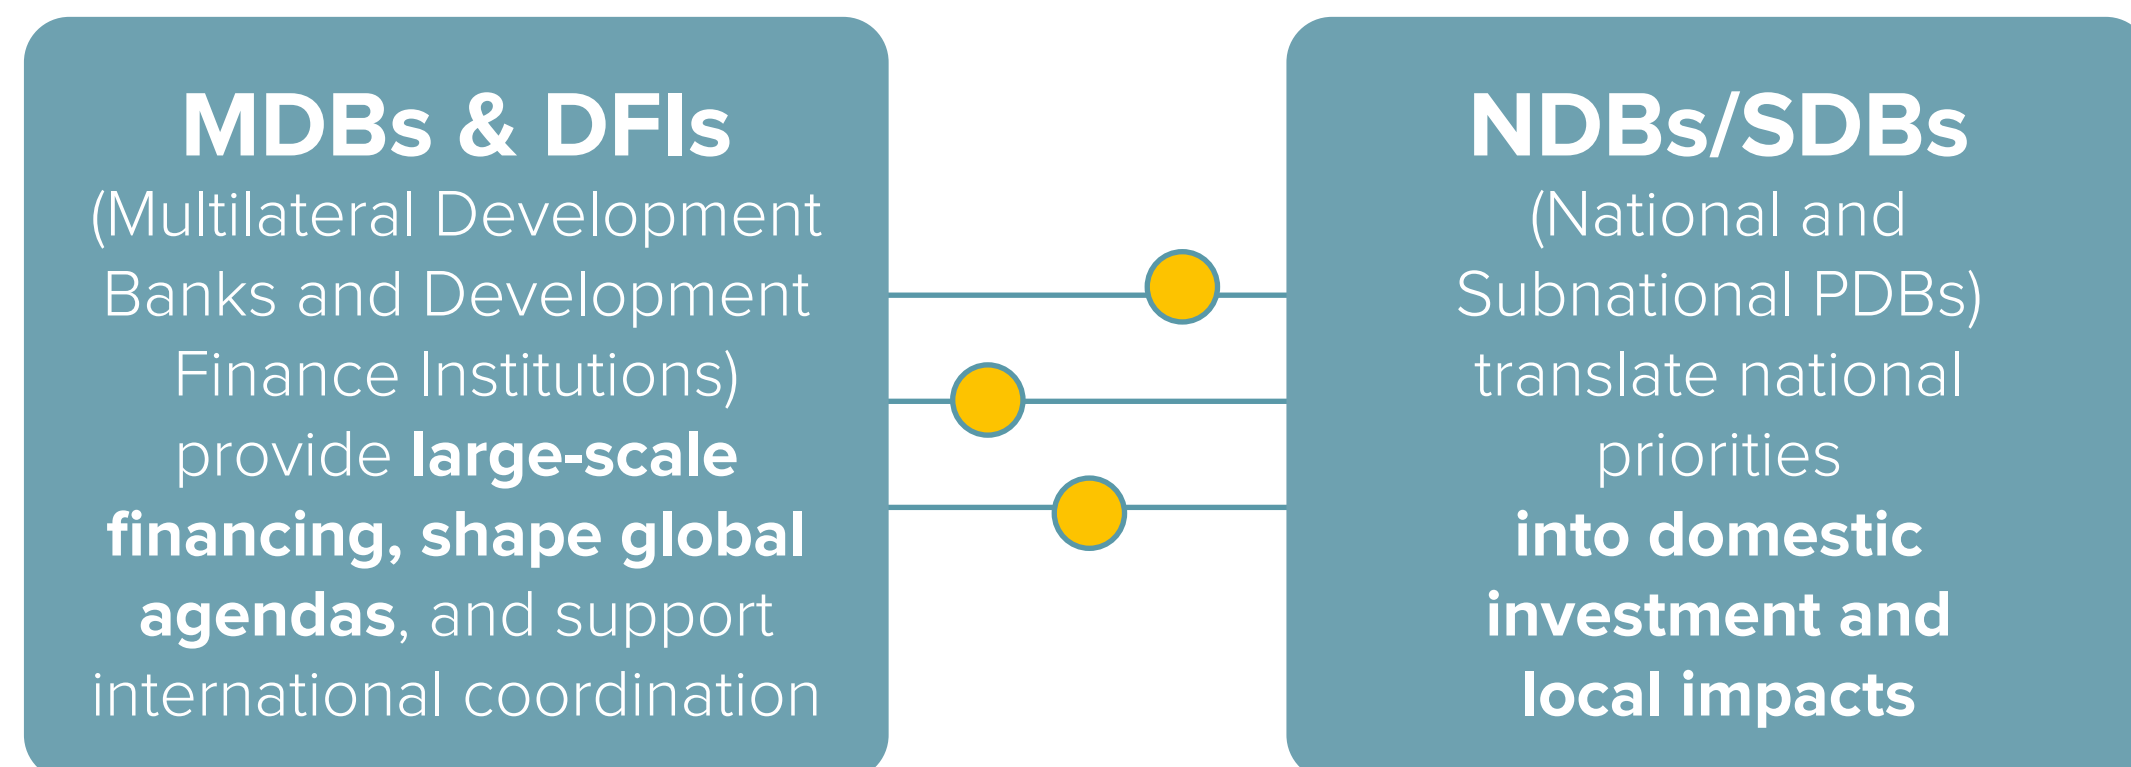 MDBs & DFIs
(Multilateral Development
Banks and Development
Finance Institutions)
provide large-scale
financing, shape global
agendas, and support
international coordination
NDBs/SDBs
(National and
Subnational PDBs)
translate national
priorities
into domestic
investment and
local impacts